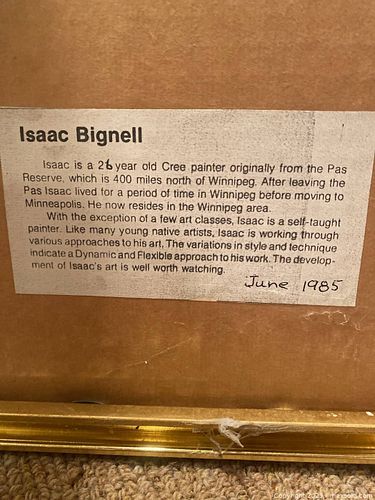 Isaac Bignell
Isaac is a 26 year old Cree painter originally from the Pas
Reserve, which is 400 miles north of Winnipeg. After leaving the
Pas Isaac lived for a period of time in Winnipeg before moving to
Minneapolis. He now resides in the Winnipeg area.
With the exception of a few art classes, Isaac is a self-taught
painter. Like many young native artists, Isaac is working through
various approaches to his art, The variations in style and technique
indicate a Dynamic and Flexible approach to his work. The develop-
ment of Isaac's art is well worth watching.
June 1985